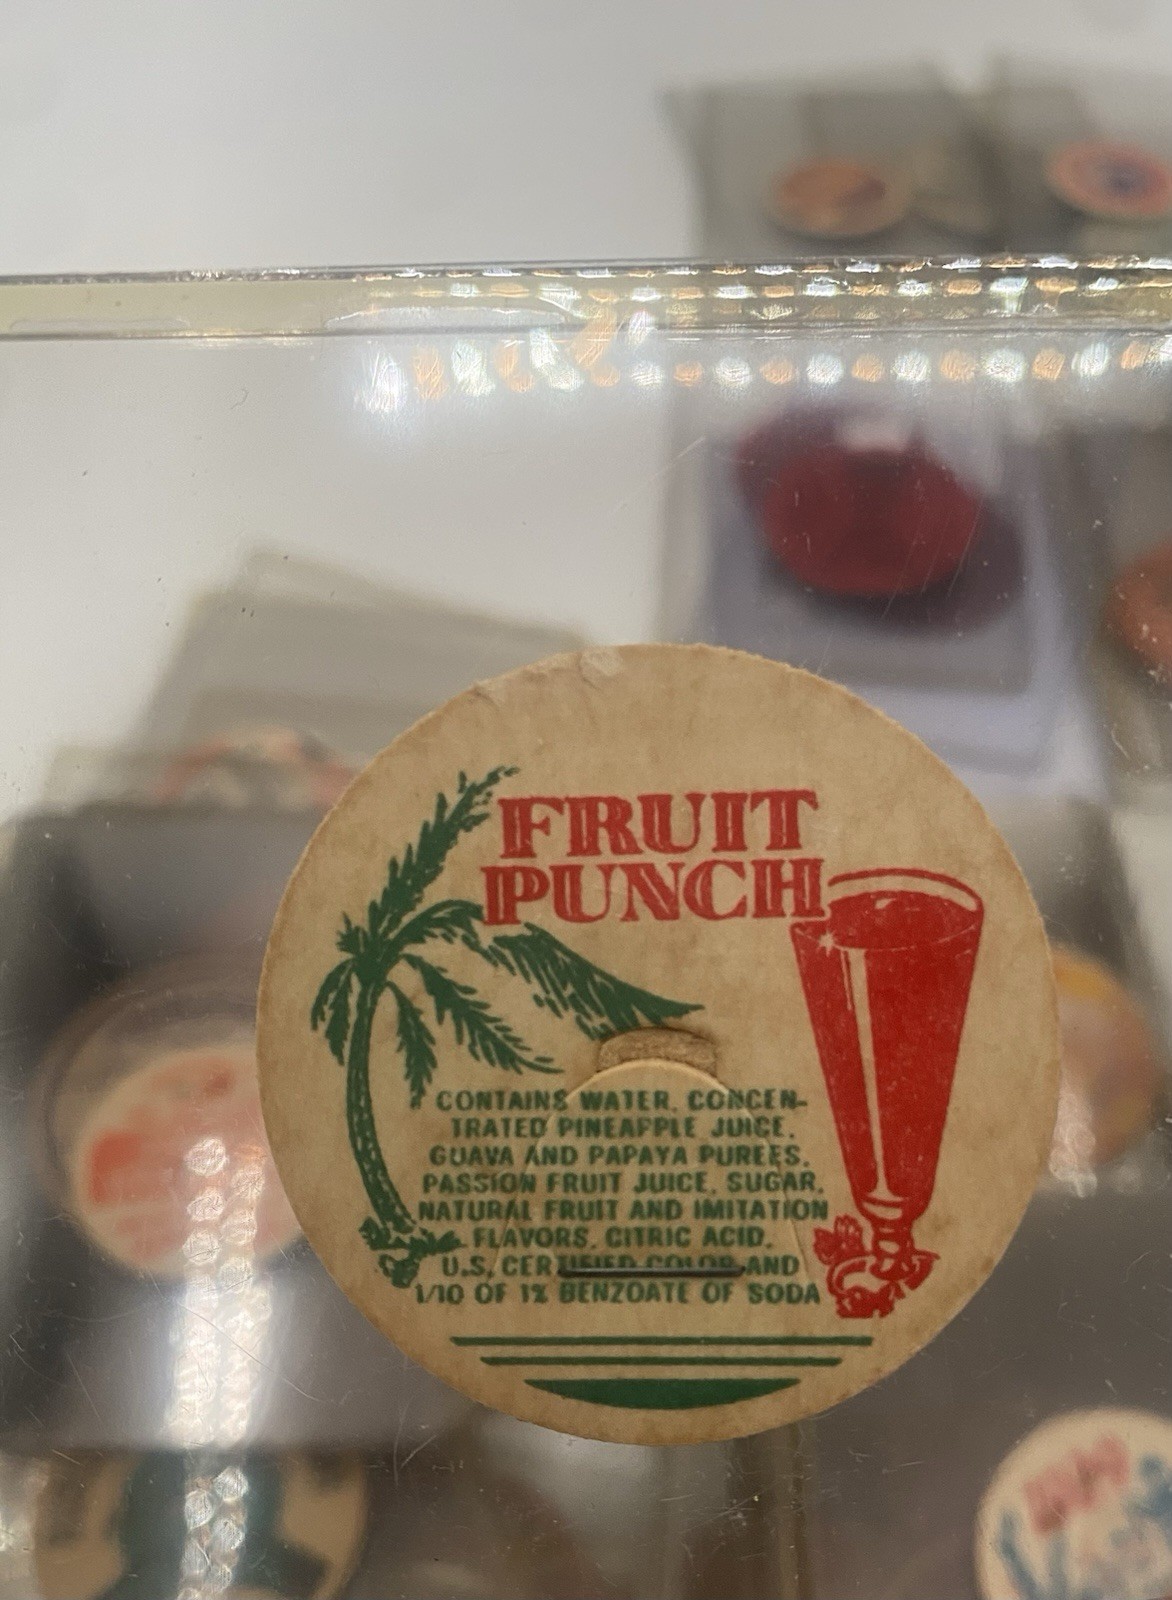 FRUIT
PUNCH
CONTAINS WATER, CONCEN-
TRATED PINEAPPLE JUICE,
GUAVA AND PAPAYA PUREES,
PASSION FRUIT JUICE, SUGAR,
NATURAL FRUIT AND IMITATION
FLAVORS, CITRIC ACID,
U.S. CERTIFIED COLOR AND
1/10 OF 1% BENZOATE OF SODA